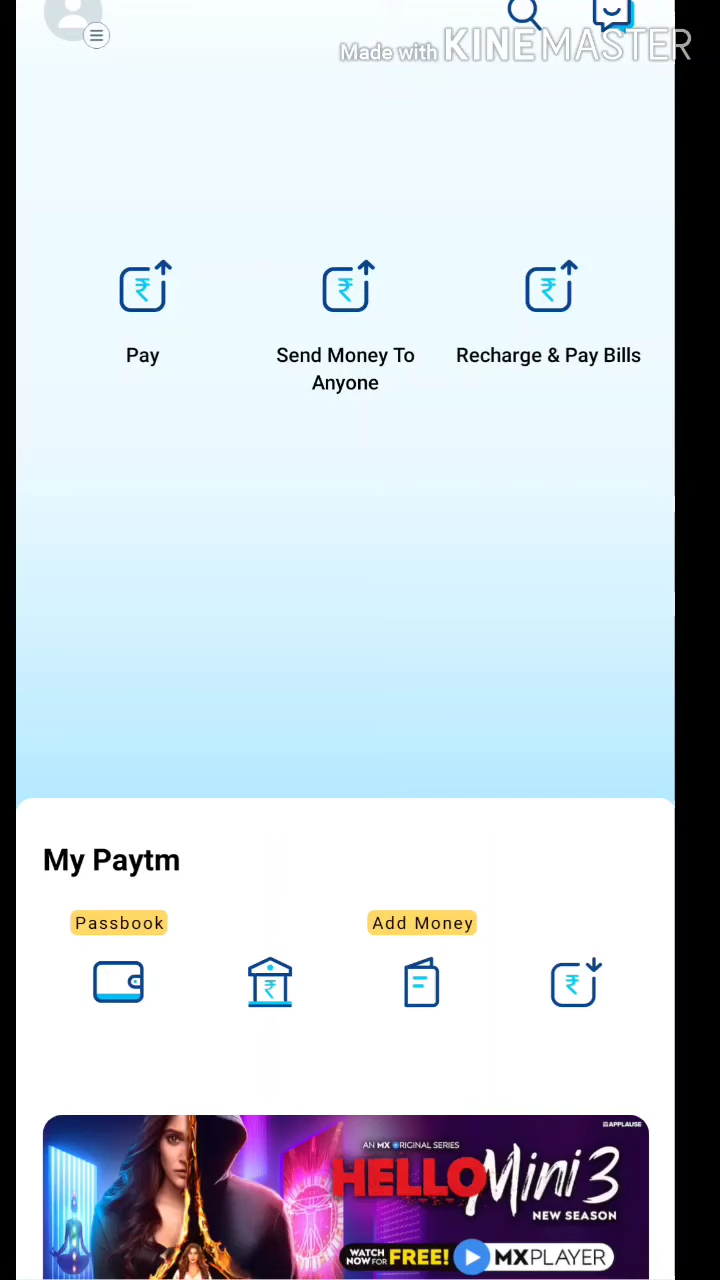 Made with KINEMASTER
Pay
Send Money To
Anyone
Recharge & Pay Bills
My Paytm
Passbook
Add Money
APPLAUSE
AN MX ORIGINAL SERIES
HELLO Mini 3
NEW SEASON
WATCH NOW FOR FREE! MXPLAYER